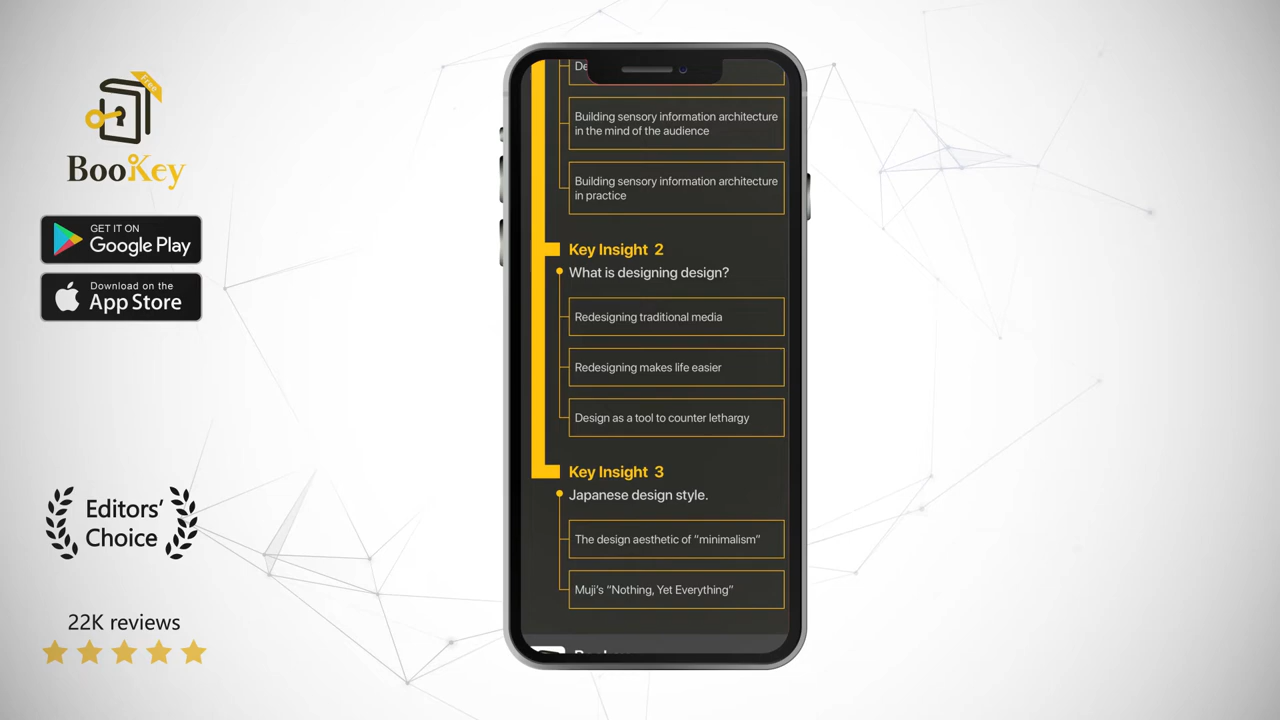 Free
BooKey
GET IT ON
Google Play
Download on the
App Store
Editors’
Choice
22K reviews
Building sensory information architecture
in the mind of the audience
Building sensory information architecture
in practice
Key Insight 2
What is designing design?
Redesigning traditional media
Redesigning makes life easier
Design as a tool to counter lethargy
Key Insight 3
Japanese design style.
The design aesthetic of “minimalism”
Muji’s “Nothing, Yet Everything”